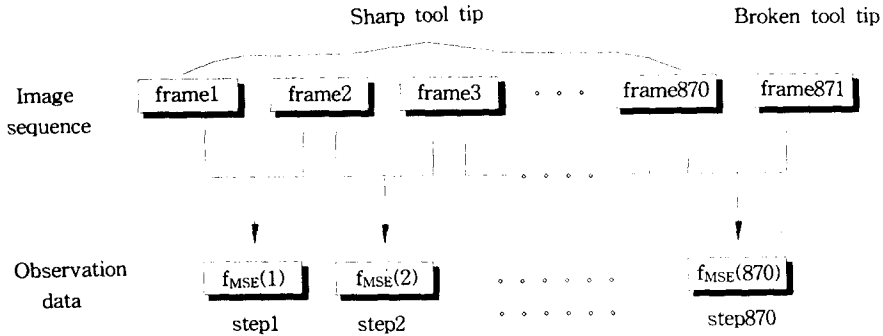 Sharp tool tip Broken tool tip
Image sequence
frame1 frame2 frame3 ∘ ∘ ∘ frame870 frame871
∘ ∘ ∘ ∘
Observation data
fMSE(1) fMSE(2) ∘ ∘ ∘ ∘ ∘ ∘ fMSE(870)
∘ ∘ ∘ ∘ ∘ ∘
step1 step2 step870